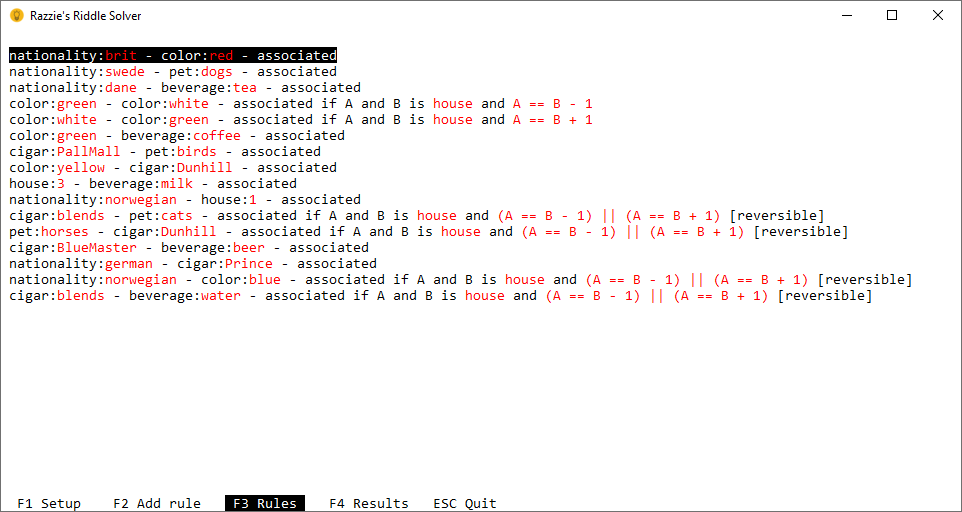 Razzie's Riddle Solver
nationality:brit - color:red - associated
nationality:swede - pet:dogs - associated
nationality:dane - beverage:tea - associated
color:green - color:white - associated if A and B is house and A == B - 1
color:white - color:green - associated if A and B is house and A == B + 1
color:green - beverage:coffee - associated
cigar:PallMall - pet:birds - associated
color:yellow - cigar:Dunhill - associated
house:3 - beverage:milk - associated
nationality:norwegian - house:1 - associated
cigar:blends - pet:cats - associated if A and B is house and (A == B - 1) || (A == B + 1) [reversible]
pet:horses - cigar:Dunhill - associated if A and B is house and (A == B - 1) || (A == B + 1) [reversible]
cigar:BlueMaster - beverage:beer - associated
nationality:german - cigar:Prince - associated
nationality:norwegian - color:blue - associated if A and B is house and (A == B - 1) || (A == B + 1) [reversible]
cigar:blends - beverage:water - associated if A and B is house and (A == B - 1) || (A == B + 1) [reversible]
F1 Setup F2 Add rule F3 Rules F4 Results ESC Quit